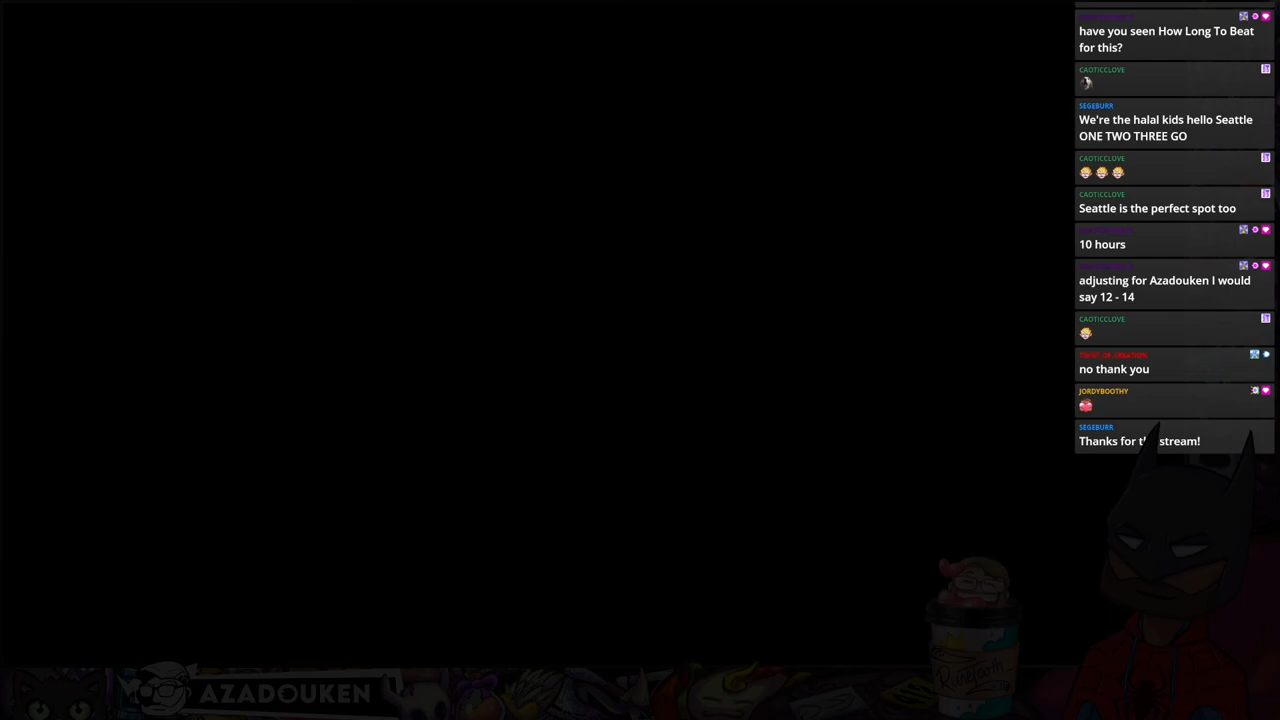 have you seen How Long To Beat
for this?
CAOTICCLOVE
SEGEBURR
We're the halal kids hello Seattle
ONE TWO THREE GO
CAOTICCLOVE
CAOTICCLOVE
Seattle is the perfect spot too
10 hours
adjusting for Azadouken I would
say 12 - 14
CAOTICCLOVE
no thank you
JORDYBOOTHY
SEGEBURR
Thanks for stream!
AZADOUKEN